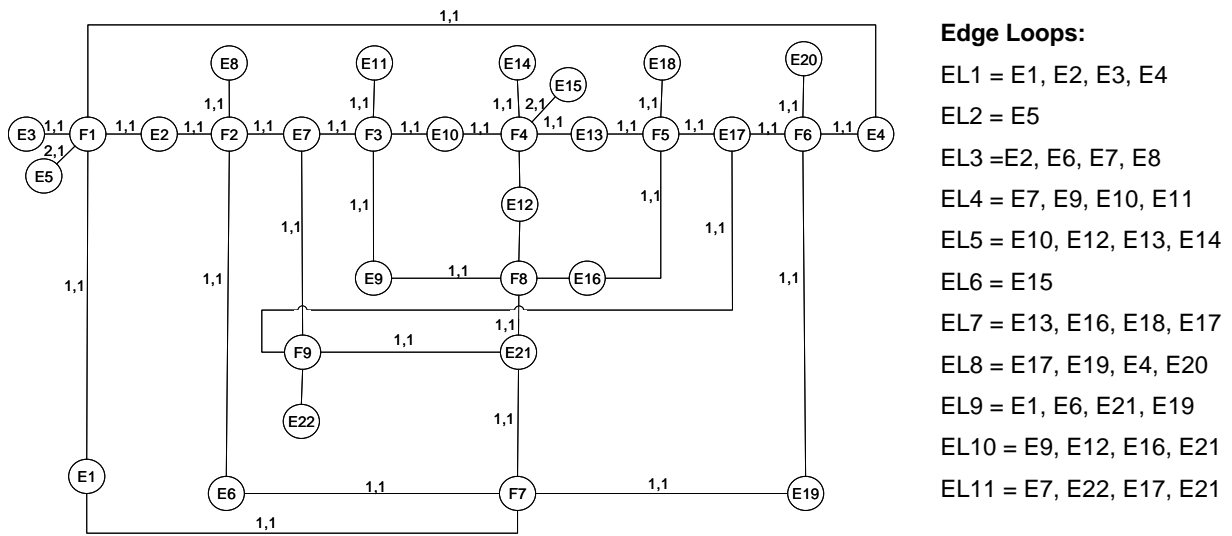 1,1
E8 E11 E14 E15 E18 E20
1,1 1,1 1,1 2,1 1,1 1,1
E3 1,1 F1 1,1 E2 1,1 F2 1,1 E7 1,1 F3 1,1 E10 1,1 F4 1,1 E13 1,1 F5 1,1 E17 1,1 F6 1,1 E4
2,1
E5
E12
1,1 1,1 1,1 1,1
1,1 1,1 E9 1,1 F8 E16 1,1
1,1
F9 1,1 E21
E22 1,1
E1 E6 1,1 F7 1,1 E19
1,1
Edge Loops:
EL1 = E1, E2, E3, E4
EL2 = E5
EL3 =E2, E6, E7, E8
EL4 = E7, E9, E10, E11
EL5 = E10, E12, E13, E14
EL6 = E15
EL7 = E13, E16, E18, E17
EL8 = E17, E19, E4, E20
EL9 = E1, E6, E21, E19
EL10 = E9, E12, E16, E21
EL11 = E7, E22, E17, E21